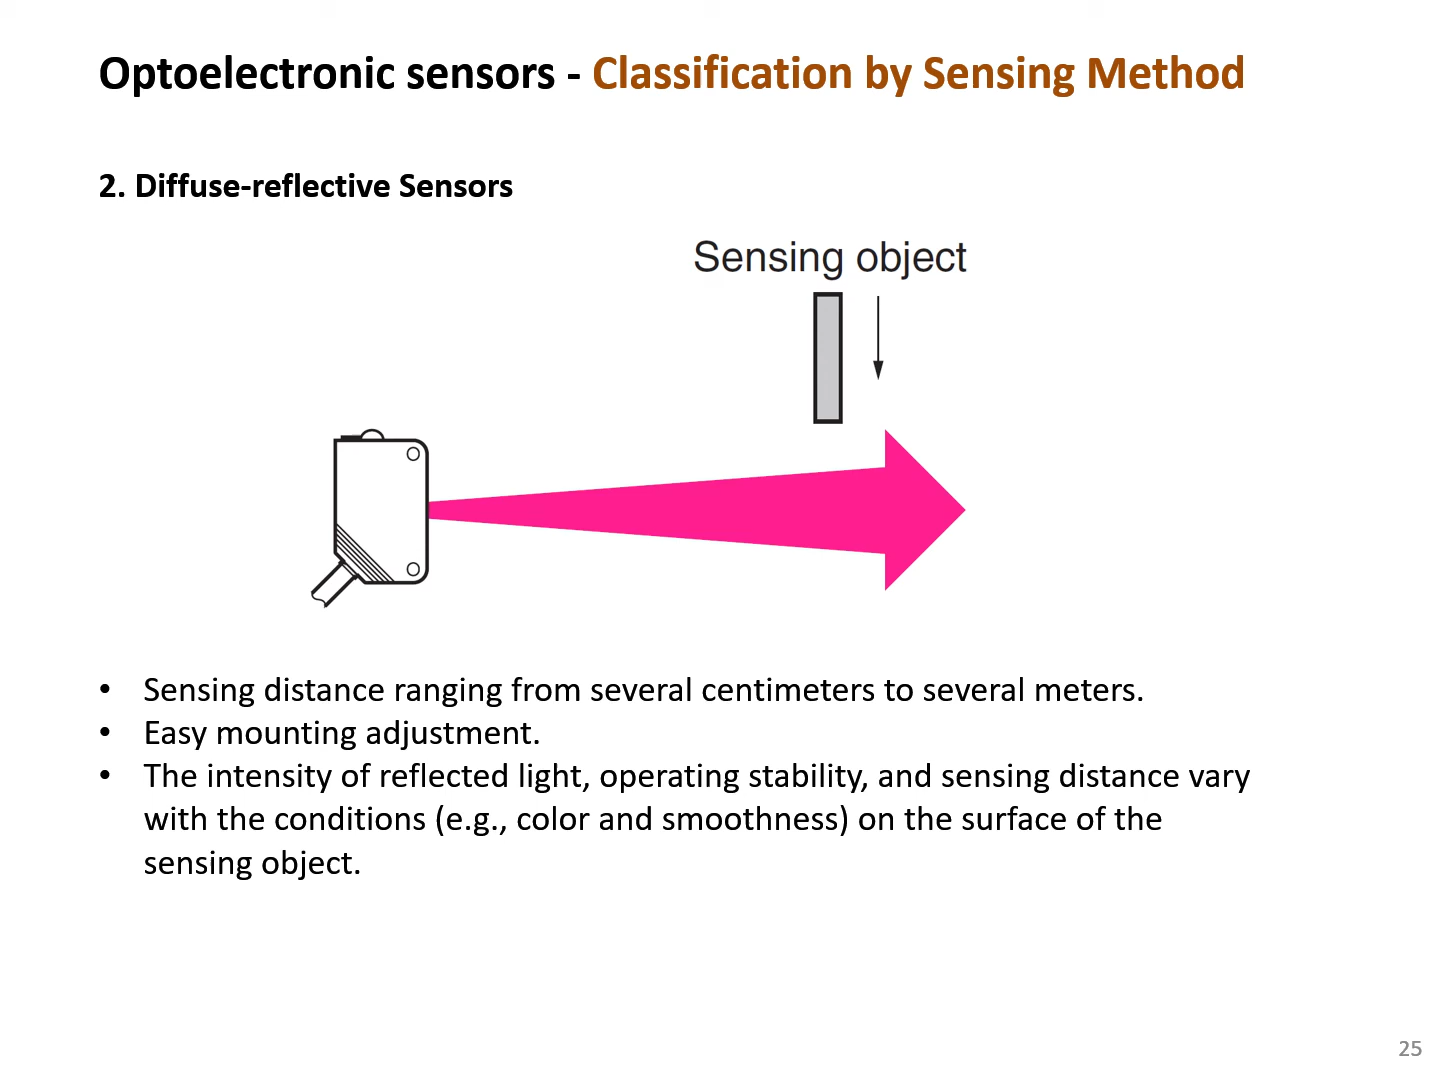 Optoelectronic sensors - Classification by Sensing Method
2. Diffuse-reflective Sensors
Sensing object
• Sensing distance ranging from several centimeters to several meters.
• Easy mounting adjustment.
• The intensity of reflected light, operating stability, and sensing distance vary
with the conditions (e.g., color and smoothness) on the surface of the
sensing object.
25